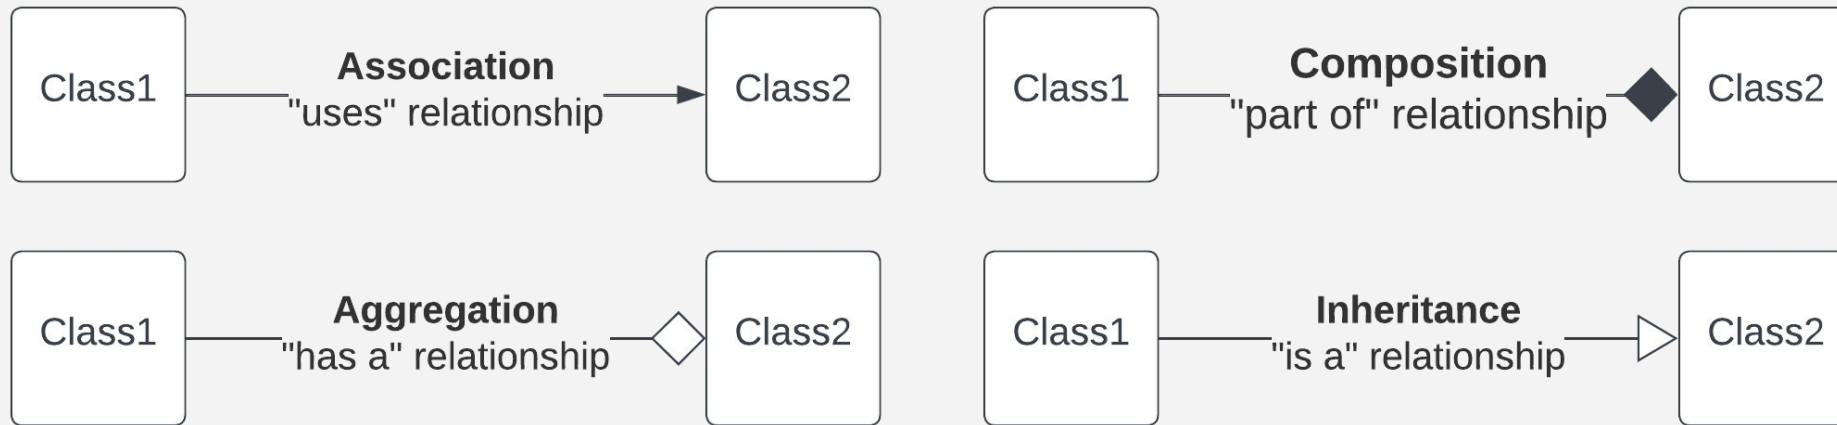 Class1
Association
"uses" relationship
Class2
Class1
Composition
"part of" relationship
Class2
Class1
Aggregation
"has a" relationship
Class2
Class1
Inheritance
"is a" relationship
Class2